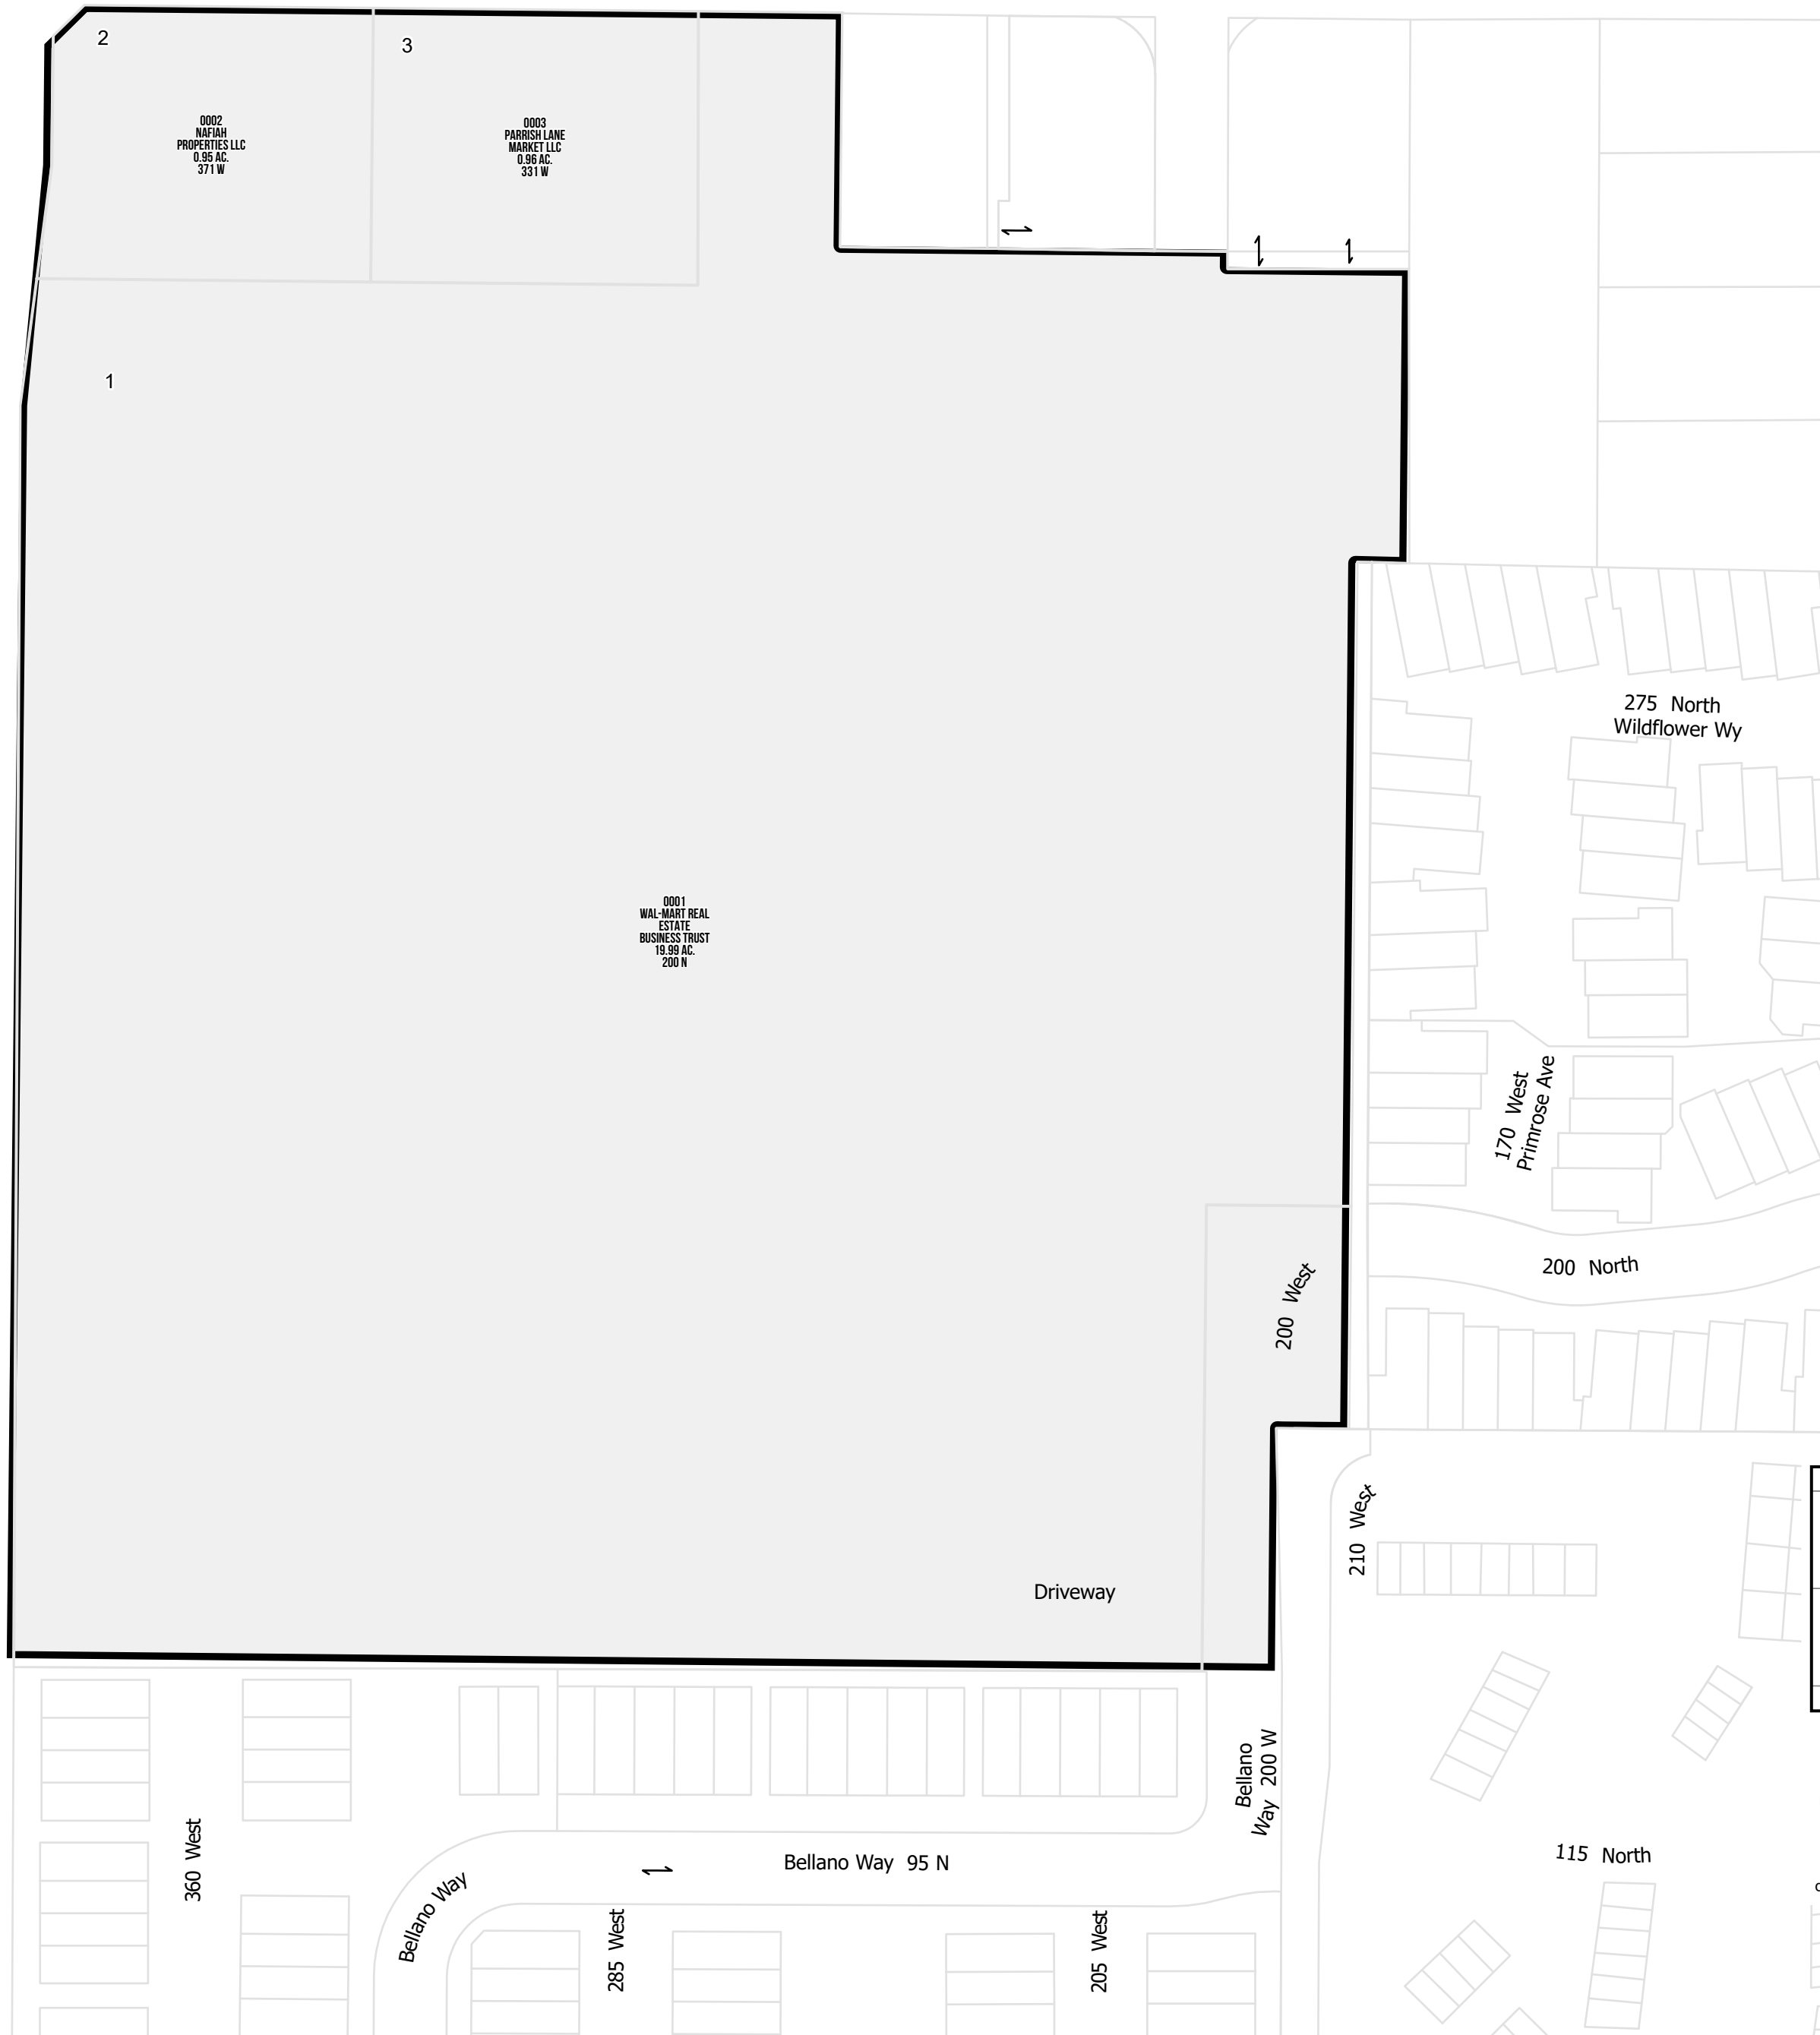 2
3
0002
NAFIAH
PROPERTIES LLC
0.95 AC.
371 W
0003
PARRISH LANE
MARKET LLC
0.96 AC.
331 W
1
275 North
Wildflower Wy
0001
WAL-MART REAL
ESTATE
BUSINESS TRUST
19.99 AC.
200 N
170 West
Primrose Ave
200 North
200 West
210 West
Driveway
Bellano
Way 200 W
360 West
Bellano Way 95 N
115 North
Bellano Way
285 West
205 West